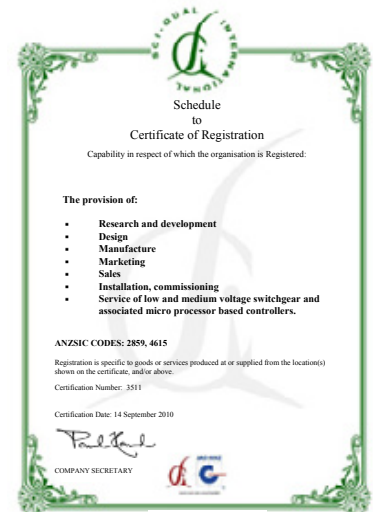 SCI-QUAL INTERNATIONAL
Schedule
to
Certificate of Registration
Capability in respect of which the organisation is Registered:
The provision of:
▪ Research and development
▪ Design
▪ Manufacture
▪ Marketing
▪ Sales
▪ Installation, commissioning
▪ Service of low and medium voltage switchgear and
associated micro processor based controllers.
ANZSIC CODES: 2859, 4615
Registration is specific to goods or services produced at or supplied from the location(s)
shown on the certificate, and/or above.
Certification Number: 3511
Certification Date: 14 September 2010
COMPANY SECRETARY